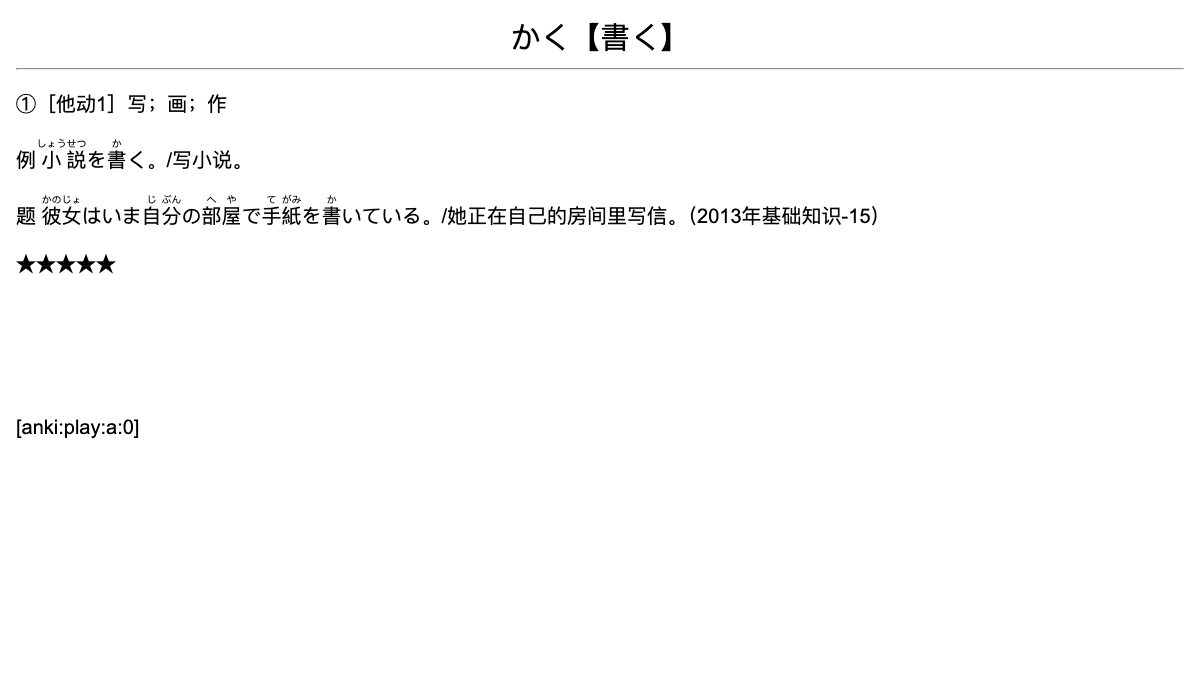 かく【書く】
①［他动1］写；画；作
しょうせつ か
例 小説を書く。/写小说。
かのじょ じ ぶん へ や て がみ か
题 彼女はいま自分の部屋で手紙を書いている。/她正在自己的房间里写信。（2013年基础知识-15）
★★★★★
[anki:play:a:0]